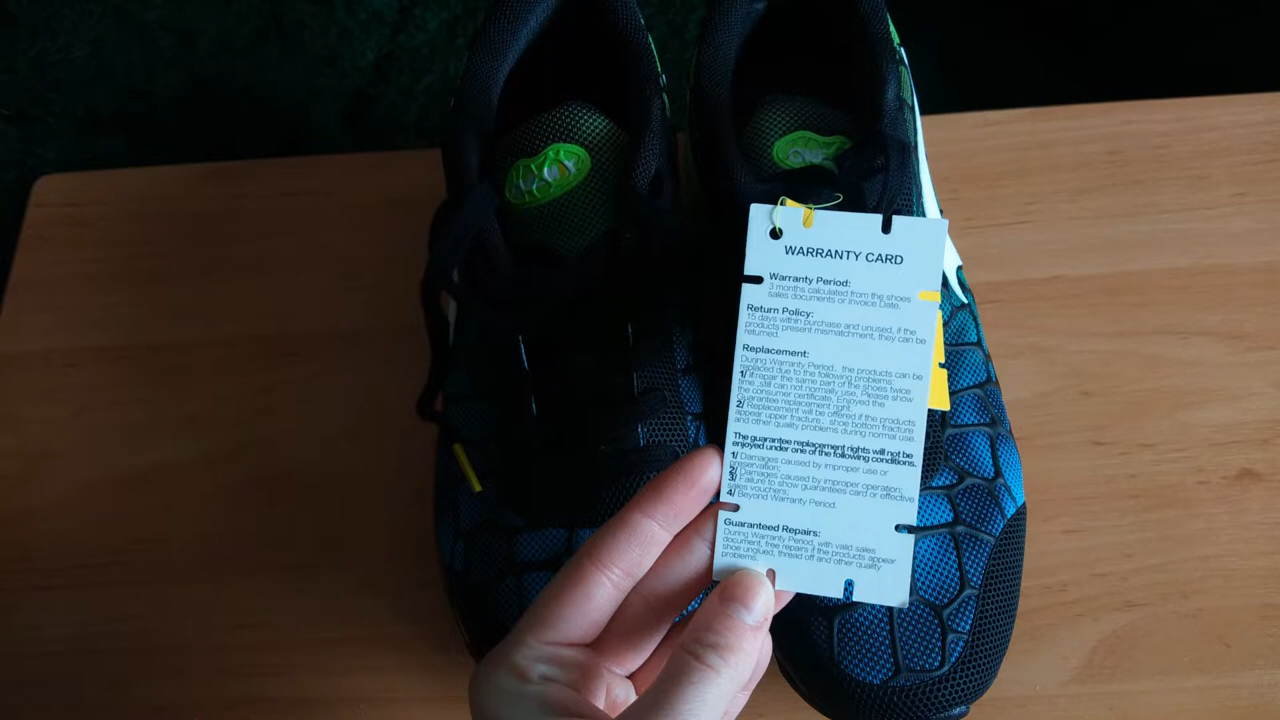 WARRANTY CARD
Warranty Period:
3 months calculated from the shoes
sales documents or Invoice Date.
Return Policy:
15 days within purchase and unused, if the
products present mismatchment, they can be
returned.
Replacement:
During Warranty Period, the products can be
replaced due to the following problems:
1/ If repair the same part of the shoes twice
time ,still can not normally use, Please show
the consumer certificate, Enjoyed the
Guarantee replacement right.
2/ Replacement will be offered if the products
appear upper fracture、shoe bottom fracture
and other quality problems during normal use.
The guarantee replacement rights will not be
enjoyed under one of the following conditions.
1/ Damages caused by improper use or
preservation;
2/ Damages caused by improper operation;
3/ Failure to show guarantees card or effective
sales vouchers;
4/ Beyond Warranty Period.
Guaranteed Repairs:
During Warranty Period, with valid sales
document, free repairs if the products appear
shoe unglued, thread off and other quality
problems.